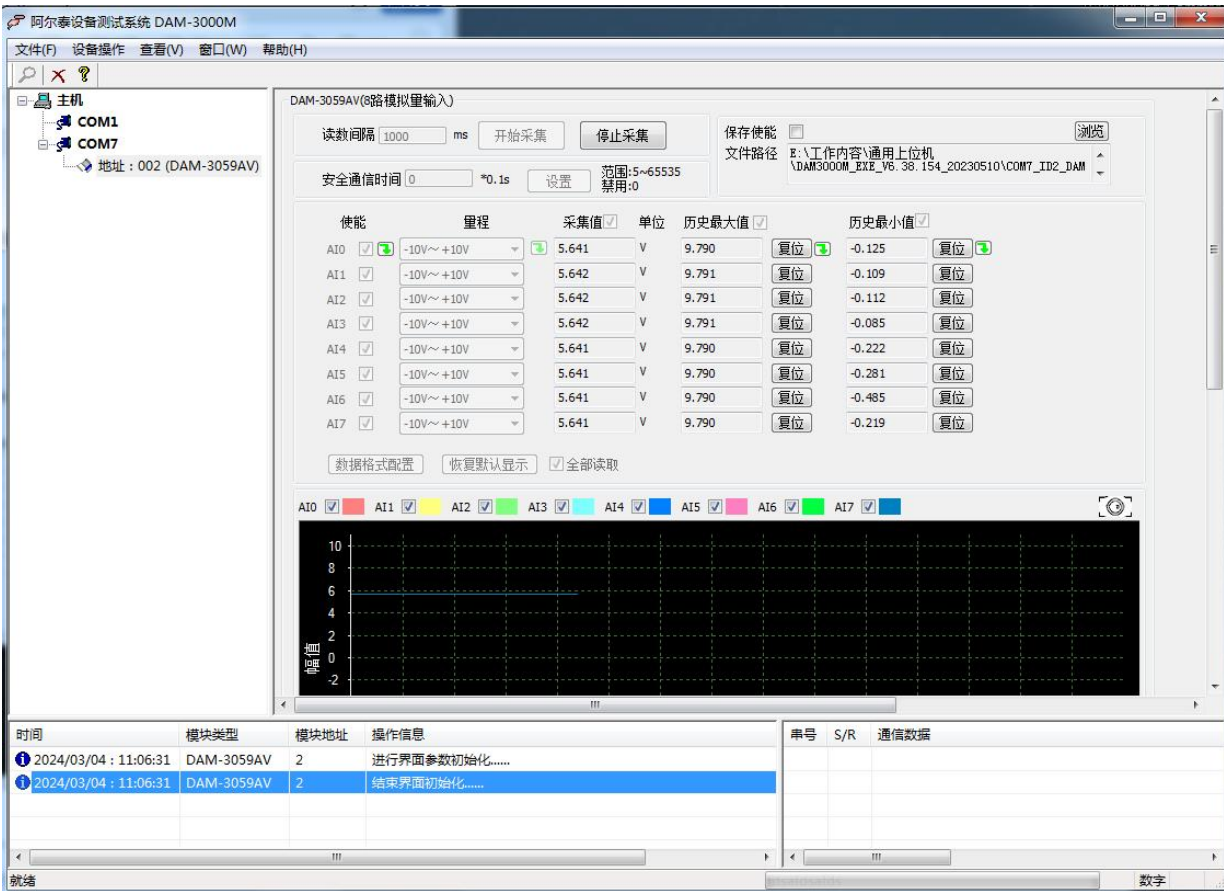 阿尔泰设备测试系统 DAM-3000M
文件(F) 设备操作 查看(V) 窗口(W) 帮助(H)
主机
COM1
COM7
地址：002 (DAM-3059AV)
DAM-3059AV(8路模拟量输入)
读数间隔 1000 ms 开始采集 停止采集
安全通信时间 0 *0.1s 设置 范围:5~65535
禁用:0
保存使能 浏览
文件路径 E:\工作内容\通用上位机
\DAM3000M_EXE_V6.38.154_20230510\COM7_ID2_DAM
使能 量程 采集值 单位 历史最大值 历史最小值
AI0 -10V～+10V 5.641 V 9.790 复位 -0.125 复位
AI1 -10V～+10V 5.642 V 9.791 复位 -0.109 复位
AI2 -10V～+10V 5.642 V 9.791 复位 -0.112 复位
AI3 -10V～+10V 5.642 V 9.791 复位 -0.085 复位
AI4 -10V～+10V 5.641 V 9.790 复位 -0.222 复位
AI5 -10V～+10V 5.641 V 9.790 复位 -0.281 复位
AI6 -10V～+10V 5.641 V 9.790 复位 -0.485 复位
AI7 -10V～+10V 5.641 V 9.790 复位 -0.219 复位
数据格式配置 恢复默认显示 全部读取
AI0 AI1 AI2 AI3 AI4 AI5 AI6 AI7
10
8
6
4
2
0
-2
幅值
时间 模块类型 模块地址 操作信息
2024/03/04 : 11:06:31 DAM-3059AV 2 进行界面参数初始化......
2024/03/04 : 11:06:31 DAM-3059AV 2 结束界面初始化......
串号 S/R 通信数据
就绪
数字